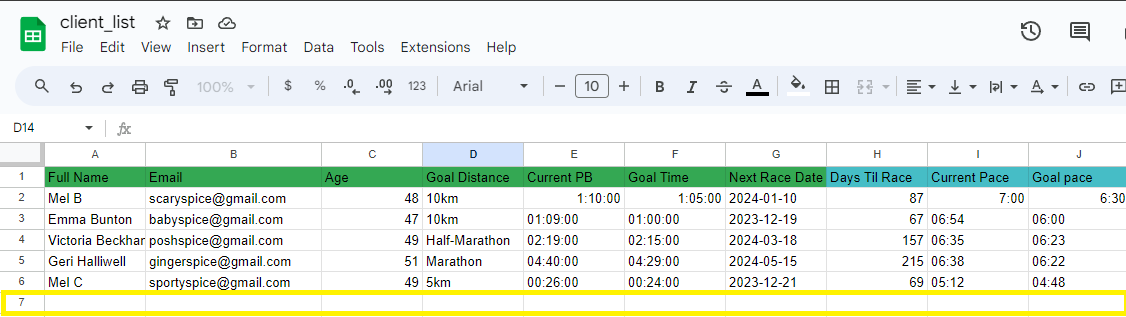 client_list
File Edit View Insert Format Data Tools Extensions Help
100% $ % .0 .00 123 Arial 10 B I A A
D14 fx
A B C D E F G H I J
1 Full Name Email Age Goal Distance Current PB Goal Time Next Race Date Days Til Race Current Pace Goal pace
2 Mel B scaryspice@gmail.com 48 10km 1:10:00 1:05:00 2024-01-10 87 7:00 6:30
3 Emma Bunton babyspice@gmail.com 47 10km 01:09:00 01:00:00 2023-12-19 67 06:54 06:00
4 Victoria Beckhar poshspice@gmail.com 49 Half-Marathon 02:19:00 02:15:00 2024-03-18 157 06:35 06:23
5 Geri Halliwell gingerspice@gmail.com 51 Marathon 04:40:00 04:29:00 2024-05-15 215 06:38 06:22
6 Mel C sportyspice@gmail.com 49 5km 00:26:00 00:24:00 2023-12-21 69 05:12 04:48
7